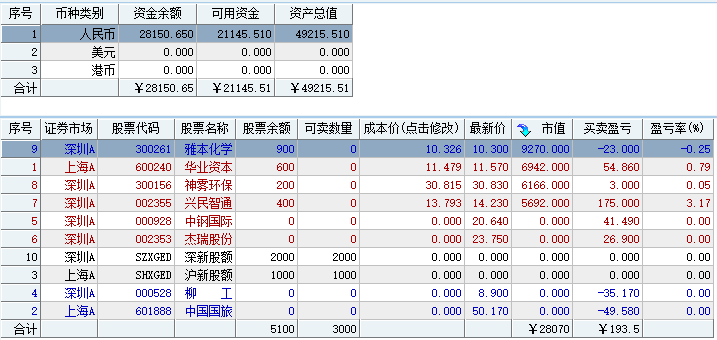 序号 币种类别 资金余额 可用资金 资产总值
1 人民币 28150.650 21145.510 49215.510
2 美元 0.000 0.000 0.000
3 港币 0.000 0.000 0.000
合计 ￥28150.65 ￥21145.51 ￥49215.51
序号 证券市场 股票代码 股票名称 股票余额 可卖数量 成本价(点击修改) 最新价 市值 买卖盈亏 盈亏率(%)
9 深圳A 300261 雅本化学 900 0 10.326 10.300 9270.000 -23.000 -0.25
1 上海A 600240 华业资本 600 0 11.479 11.570 6942.000 54.860 0.79
8 深圳A 300156 神雾环保 200 0 30.815 30.830 6166.000 3.000 0.05
7 深圳A 002355 兴民智通 400 0 13.793 14.230 5692.000 175.000 3.17
5 深圳A 000928 中钢国际 0 0 0.000 20.640 0.000 41.490 0.00
6 深圳A 002353 杰瑞股份 0 0 0.000 23.750 0.000 26.900 0.00
10 深圳A SZXGED 深新股额 2000 2000 0.000 0.000 0.000 0.000 0.00
3 上海A SHXGED 沪新股额 1000 1000 0.000 0.000 0.000 0.000 0.00
4 深圳A 000528 柳 工 0 0 0.000 8.900 0.000 -35.170 0.00
2 上海A 601888 中国国旅 0 0 0.000 50.170 0.000 -49.580 0.00
合计 5100 3000 ￥28070 ￥193.5